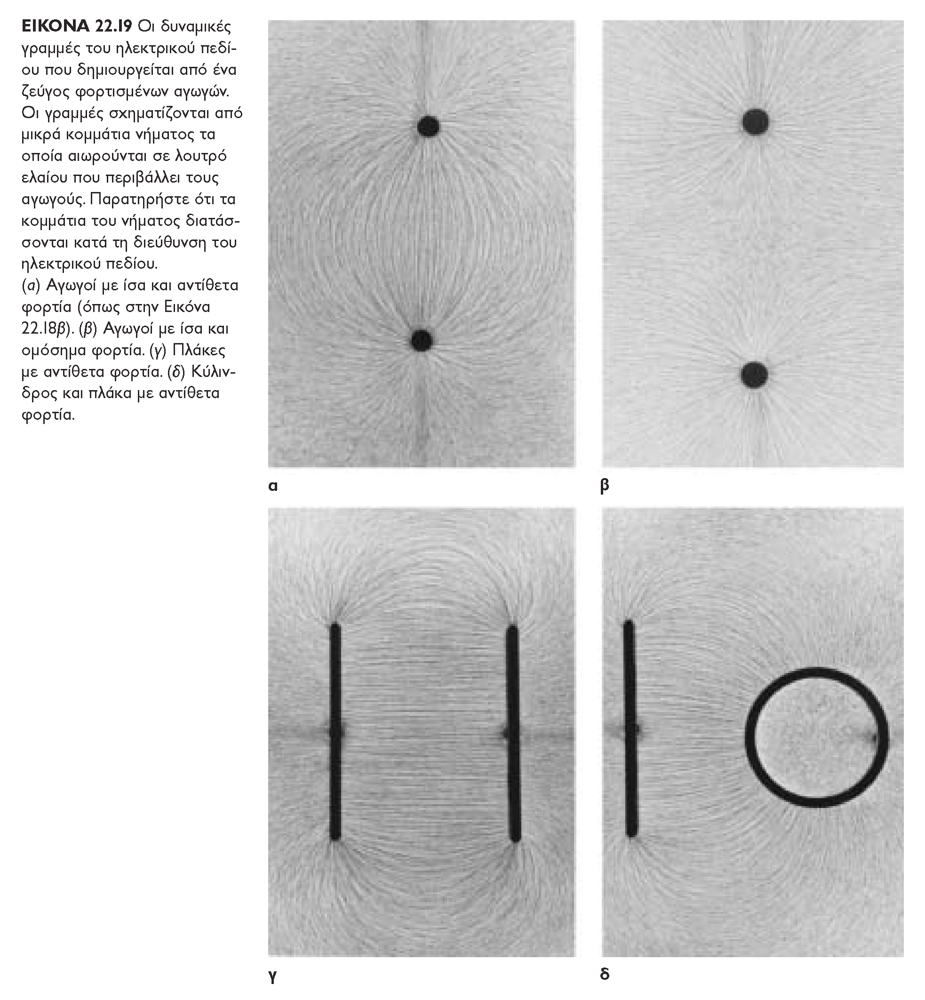 ΕΙΚΟΝΑ 22.19 Οι δυναμικές
γραμμές του ηλεκτρικού πεδί-
ου που δημιουργείται από ένα
ζεύγος φορτισμένων αγωγών.
Οι γραμμές σχηματίζονται από
μικρά κομμάτια νήματος τα
οποία αιωρούνται σε λουτρό
ελαίου που περιβάλλει τους
αγωγούς. Παρατηρήστε ότι τα
κομμάτια του νήματος διατάσ-
σονται κατά τη διεύθυνση του
ηλεκτρικού πεδίου.
(α) Αγωγοί με ίσα και αντίθετα
φορτία (όπως στην Εικόνα
22.18β). (β) Αγωγοί με ίσα και
ομόσημα φορτία. (γ) Πλάκες
με αντίθετα φορτία. (δ) Κύλιν-
δρος και πλάκα με αντίθετα
φορτία.
α
β
γ
δ